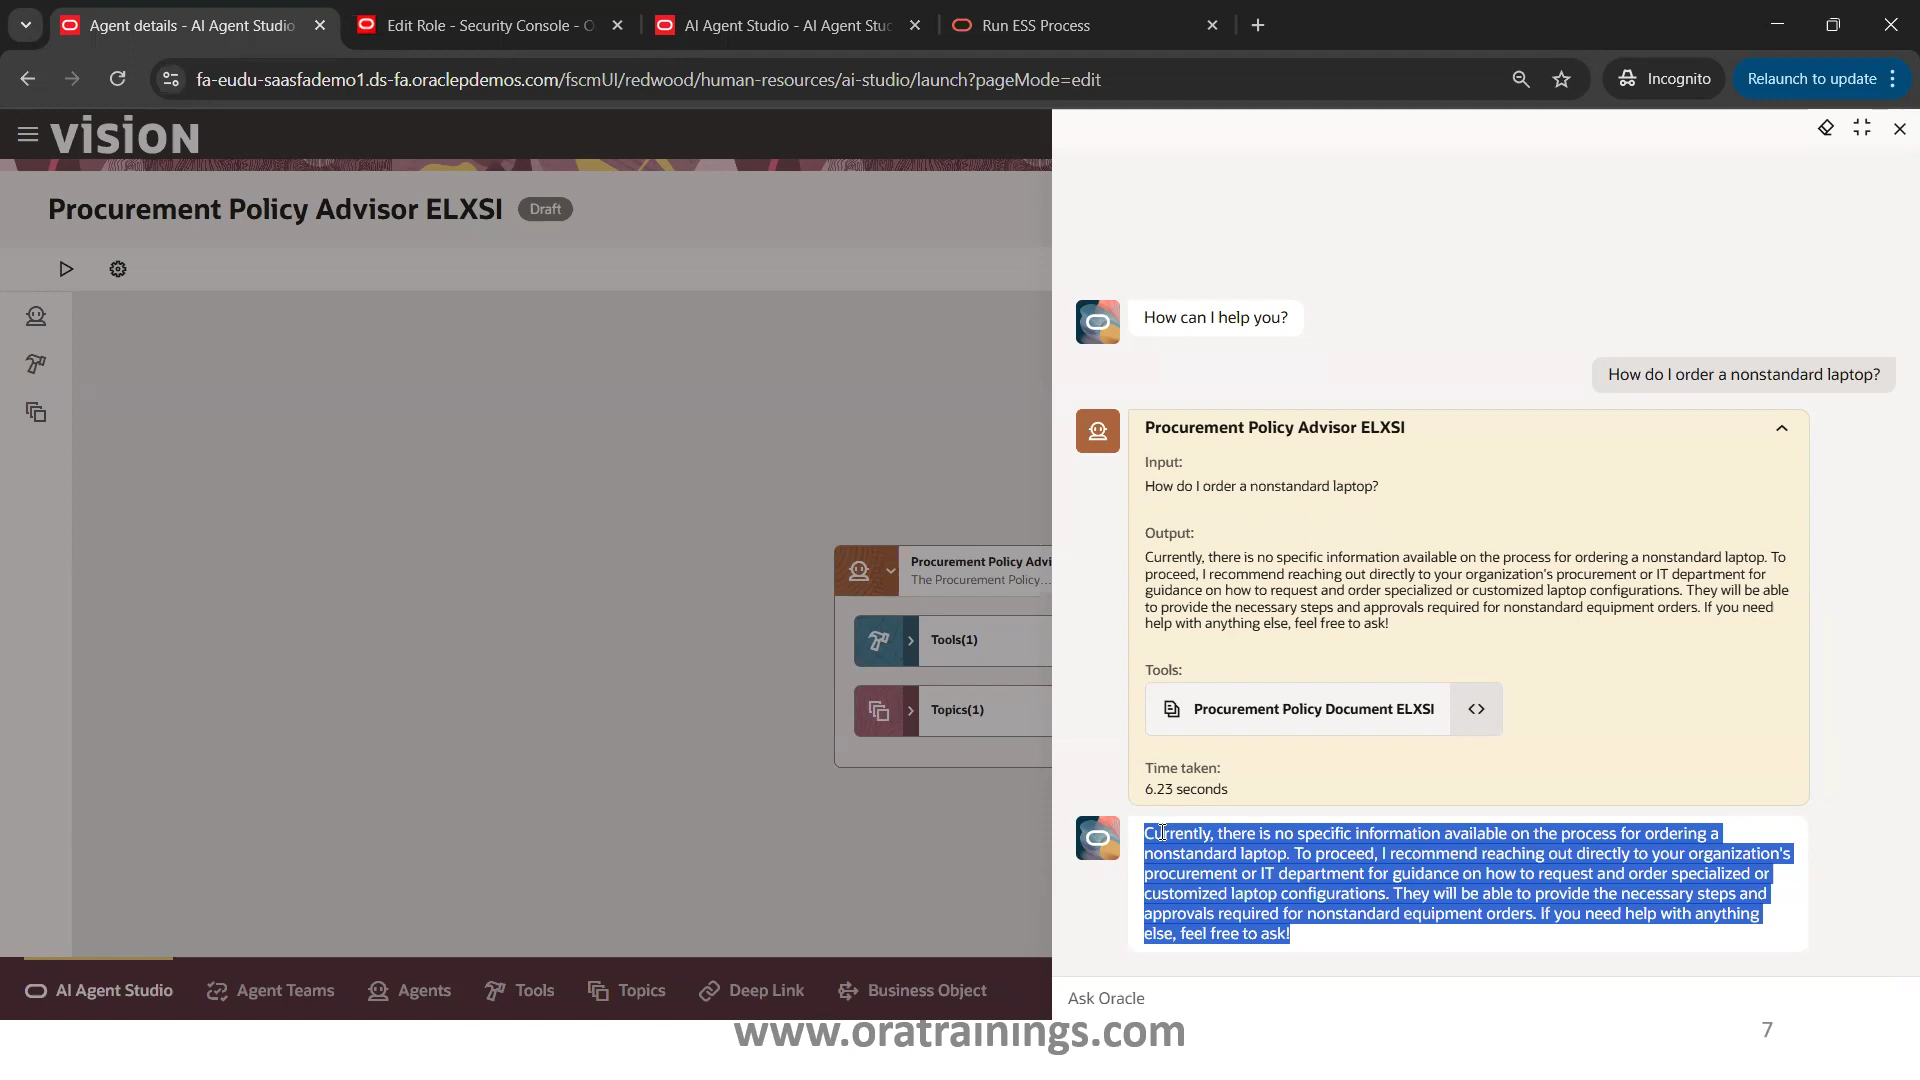 Agent details - AI Agent Studio
Edit Role - Security Console - O
AI Agent Studio - AI Agent Stud
Run ESS Process
fa-eudu-saasfademo1.ds-fa.oraclepdemos.com/fscmUI/redwood/human-resources/ai-studio/launch?pageMode=edit
Incognito
Relaunch to update
vision
Procurement Policy Advisor ELXSI
Draft
Procurement Policy Advi
The Procurement Policy...
Tools(1)
Topics(1)
How can I help you?
How do I order a nonstandard laptop?
Procurement Policy Advisor ELXSI
Input:
How do I order a nonstandard laptop?
Output:
Currently, there is no specific information available on the process for ordering a nonstandard laptop. To
proceed, I recommend reaching out directly to your organization's procurement or IT department for
guidance on how to request and order specialized or customized laptop configurations. They will be able
to provide the necessary steps and approvals required for nonstandard equipment orders. If you need
help with anything else, feel free to ask!
Tools:
Procurement Policy Document ELXSI
Time taken:
6.23 seconds
Currently, there is no specific information available on the process for ordering a
nonstandard laptop. To proceed, I recommend reaching out directly to your organization's
procurement or IT department for guidance on how to request and order specialized or
customized laptop configurations. They will be able to provide the necessary steps and
approvals required for nonstandard equipment orders. If you need help with anything
else, feel free to ask!
Ask Oracle
AI Agent Studio
Agent Teams
Agents
Tools
Topics
Deep Link
Business Object
www.oratrainings.com
7